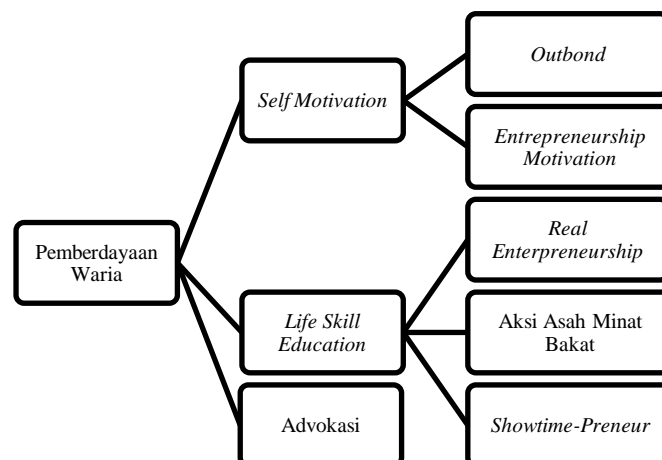 Outbond
Self Motivation
Entrepreneurship
Motivation
Pemberdayaan
Waria
Real
Enterpreneurship
Life Skill
Education
Aksi Asah Minat
Bakat
Advokasi
Showtime-Preneur